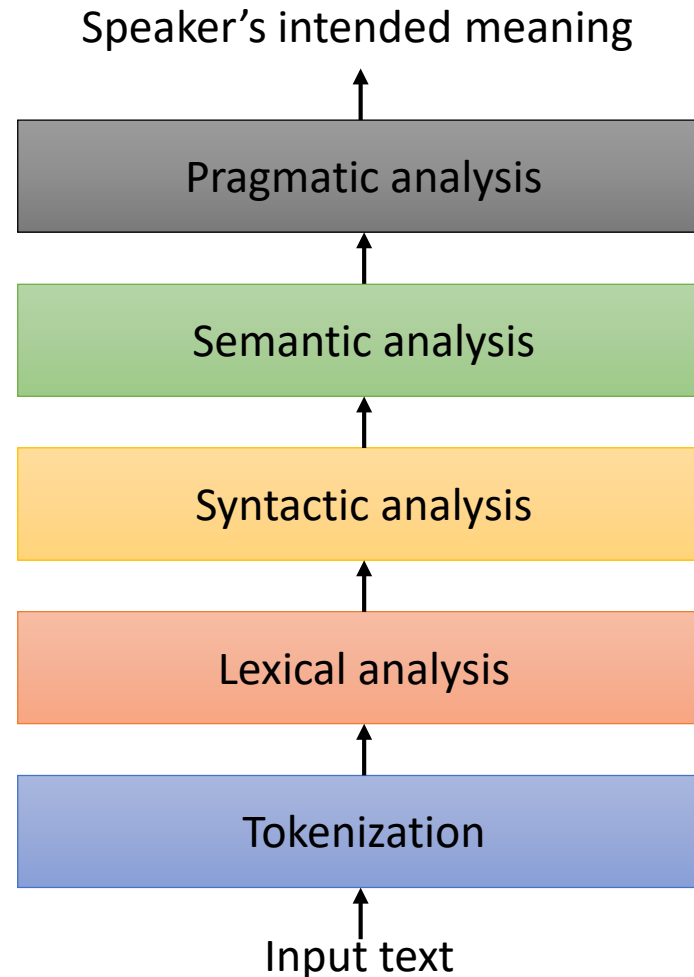 Speaker’s intended meaning
Pragmatic analysis
Semantic analysis
Syntactic analysis
Lexical analysis
Tokenization
Input text